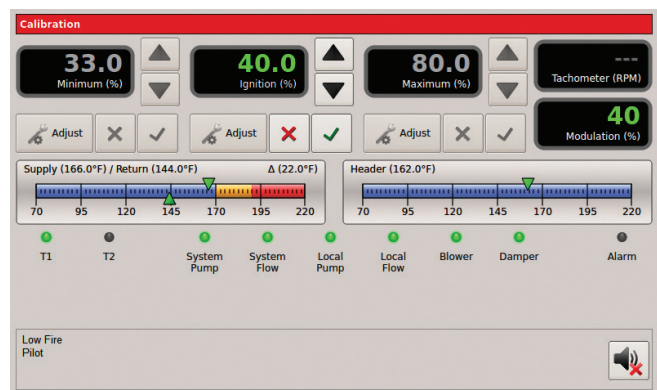 Calibration
33.0
Minimum (%)
40.0
Ignition (%)
80.0
Maximum (%)
---
Tachometer (RPM)
Adjust
Adjust
Adjust
40
Modulation (%)
Supply (166.0°F) / Return (144.0°F) Δ (22.0°F)
70 95 120 145 170 195 220
Header (162.0°F)
70 95 120 145 170 195 220
T1
T2
System
Pump
System
Flow
Local
Pump
Local
Flow
Blower
Damper
Alarm
Low Fire
Pilot